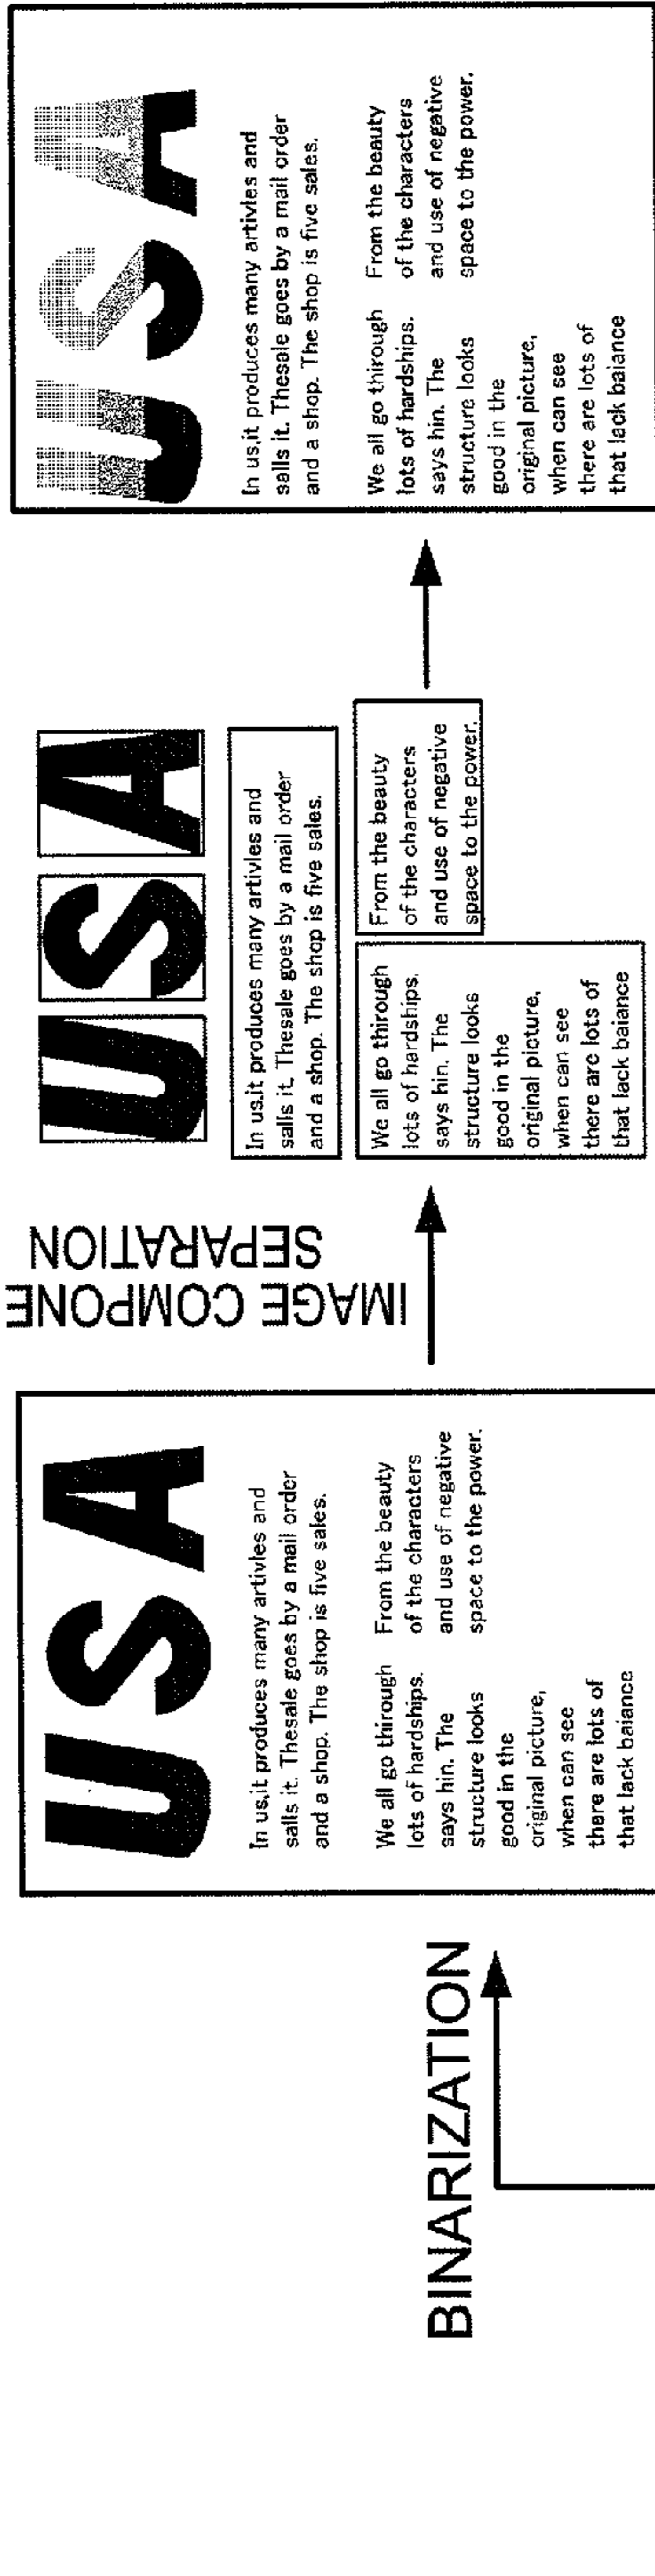 BINARIZATION
USA
In us,it produces many artivles and
salls it. Thesale goes by a mail order
and a shop. The shop is five sales.
We all go thirough
lots of hardships.
says hin. The
structure looks
good in the
original picture,
when can see
there are lots of
that lack baiance
From the beauty
of the characters
and use of negative
space to the power.
IMAGE COMPONE
SEPARATION
USA
In us.it produces many artivles and
salls it. Thesale goes by a mail order
and a shop. The shop is five sales.
We all go thirough
lots of hardships.
says hin. The
structure looks
good in the
original picture,
when can see
there are lots of
that lack baiance
From the beauty
of the characters
and use of negative
space to the power.
USA
In us,it produces many artivles and
salls it. Thesale goes by a mail order
and a shop. The shop is five sales.
We all go thirough
lots of hardships.
says hin. The
structure looks
good in the
original picture,
when can see
there are lots of
that lack baiance
From the beauty
of the characters
and use of negative
space to the power.